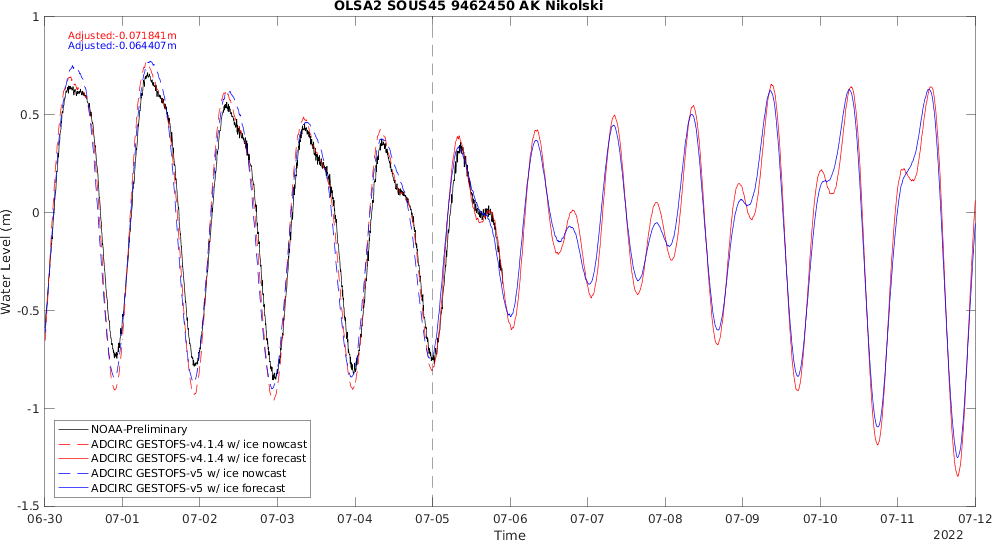 OLSA2 SOUS45 9462450 AK Nikolski
Adjusted:-0.071841m
Adjusted:-0.064407m
1
0.5
0
-0.5
-1
-1.5
Water Level (m)
NOAA-Preliminary
ADCIRC GESTOFS-v4.1.4 w/ ice nowcast
ADCIRC GESTOFS-v4.1.4 w/ ice forecast
ADCIRC GESTOFS-v5 w/ ice nowcast
ADCIRC GESTOFS-v5 w/ ice forecast
06-30 07-01 07-02 07-03 07-04 07-05 07-06 07-07 07-08 07-09 07-10 07-11 07-12
Time
2022